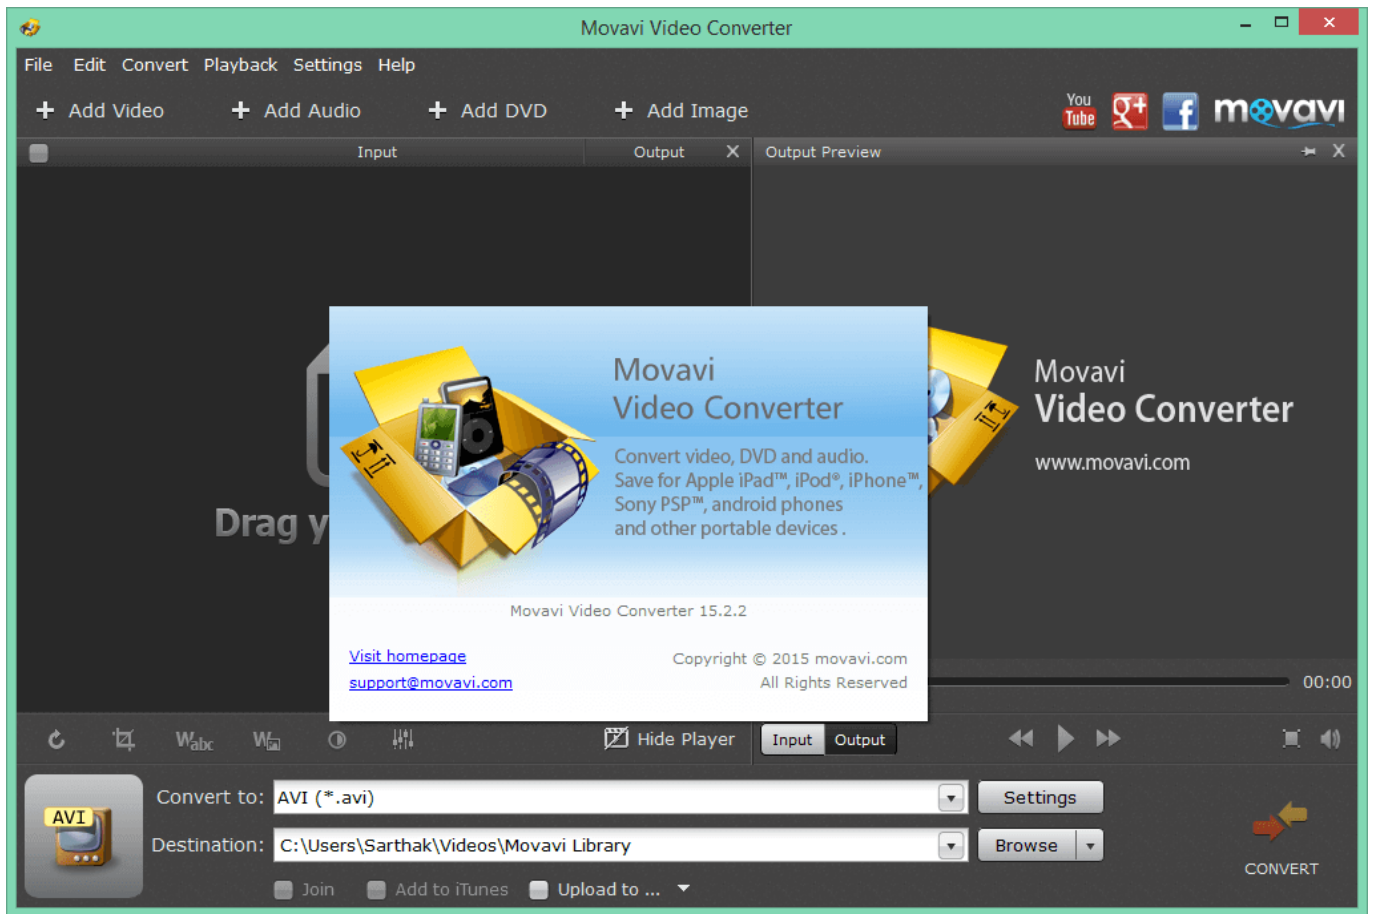 Movavi Video Converter
File Edit Convert Playback Settings Help
Add Video Add Audio Add DVD Add Image
You Tube
movavi
Input Output X Output Preview X
Drag y
Movavi
Video Converter
Convert video, DVD and audio.
Save for Apple iPad™, iPod®, iPhone™,
Sony PSP™, android phones
and other portable devices .
Movavi Video Converter 15.2.2
Visit homepage
support@movavi.com
Copyright © 2015 movavi.com
All Rights Reserved
Movavi
Video Converter
www.movavi.com
00:00
Wabc W Hide Player Input Output
AVI
Convert to: AVI (*.avi) Settings
Destination: C:\Users\Sarthak\Videos\Movavi Library Browse
Join Add to iTunes Upload to ...
CONVERT